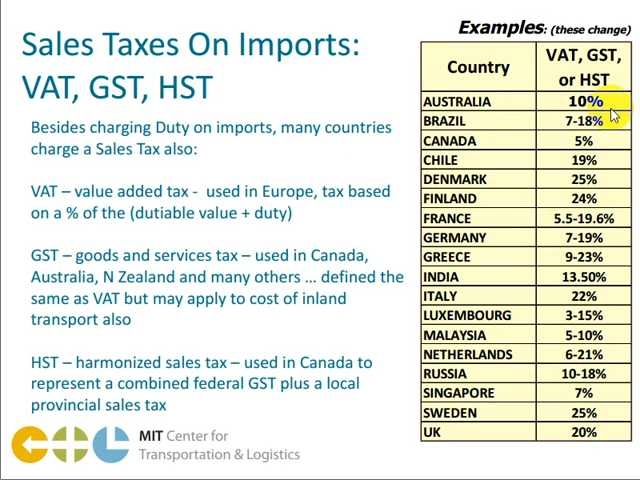 Sales Taxes On Imports:
VAT, GST, HST
Besides charging Duty on imports, many countries
charge a Sales Tax also:
VAT – value added tax - used in Europe, tax based
on a % of the (dutiable value + duty)
GST – goods and services tax – used in Canada,
Australia, N Zealand and many others … defined the
same as VAT but may apply to cost of inland
transport also
HST – harmonized sales tax – used in Canada to
represent a combined federal GST plus a local
provincial sales tax
MIT Center for
Transportation & Logistics
Examples: (these change)
Country VAT, GST,
or HST
AUSTRALIA 10%
BRAZIL 7-18%
CANADA 5%
CHILE 19%
DENMARK 25%
FINLAND 24%
FRANCE 5.5-19.6%
GERMANY 7-19%
GREECE 9-23%
INDIA 13.50%
ITALY 22%
LUXEMBOURG 3-15%
MALAYSIA 5-10%
NETHERLANDS 6-21%
RUSSIA 10-18%
SINGAPORE 7%
SWEDEN 25%
UK 20%